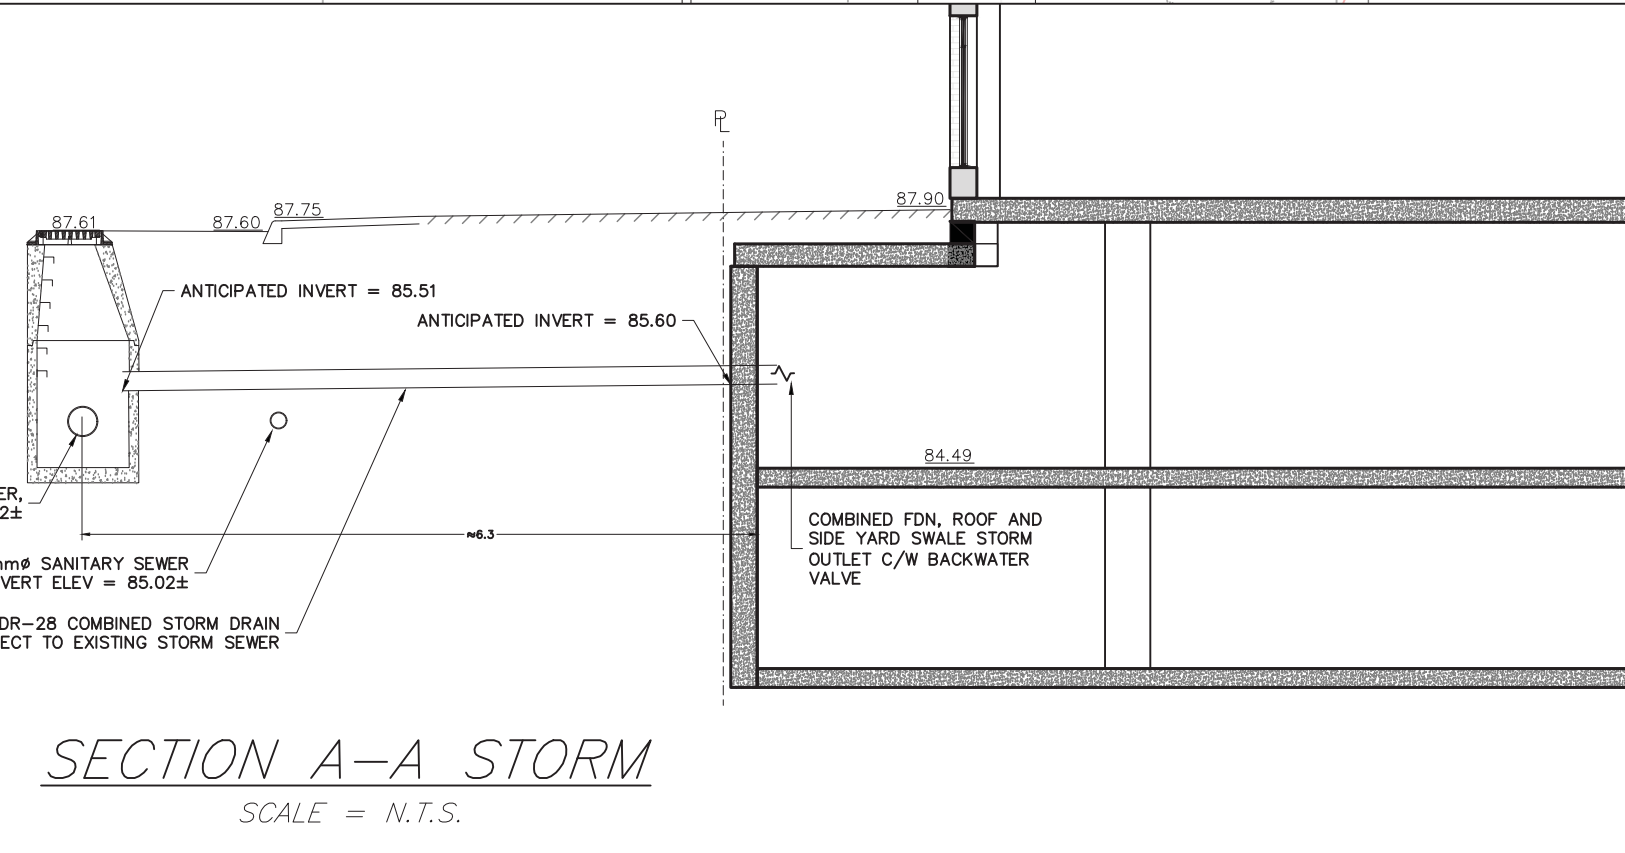 PL
87.90
87.75
87.61
87.60
ANTICIPATED INVERT = 85.51
ANTICIPATED INVERT = 85.60
84.49
ER,
2±
≈6.3
COMBINED FDN, ROOF AND
SIDE YARD SWALE STORM
OUTLET C/W BACKWATER
VALVE
mø SANITARY SEWER
VERT ELEV = 85.02±
DR-28 COMBINED STORM DRAIN
ECT TO EXISTING STORM SEWER
SECTION A-A STORM
SCALE = N.T.S.